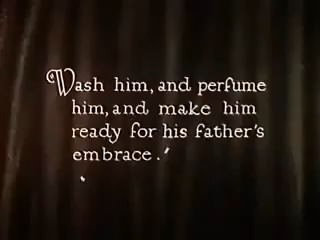 Wash him, and perfume
him, and make him
ready for his father's
embrace.'